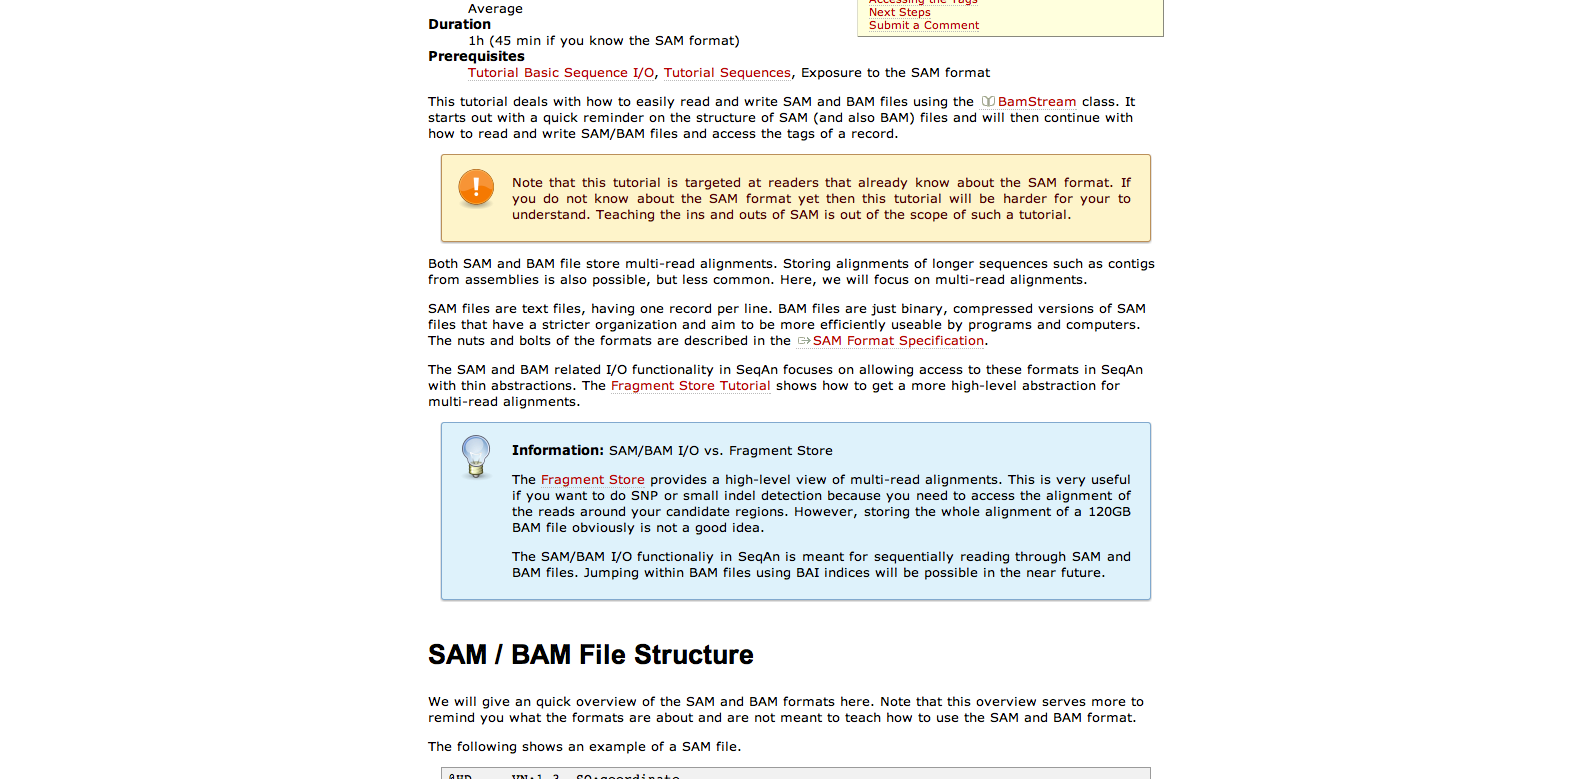 Average
Accessing the Tags
Next Steps
Submit a Comment
Duration
1h (45 min if you know the SAM format)
Prerequisites
Tutorial Basic Sequence I/O, Tutorial Sequences, Exposure to the SAM format
This tutorial deals with how to easily read and write SAM and BAM files using the BamStream class. It
starts out with a quick reminder on the structure of SAM (and also BAM) files and will then continue with
how to read and write SAM/BAM files and access the tags of a record.
Note that this tutorial is targeted at readers that already know about the SAM format. If
you do not know about the SAM format yet then this tutorial will be harder for your to
understand. Teaching the ins and outs of SAM is out of the scope of such a tutorial.
Both SAM and BAM file store multi-read alignments. Storing alignments of longer sequences such as contigs
from assemblies is also possible, but less common. Here, we will focus on multi-read alignments.
SAM files are text files, having one record per line. BAM files are just binary, compressed versions of SAM
files that have a stricter organization and aim to be more efficiently useable by programs and computers.
The nuts and bolts of the formats are described in the SAM Format Specification.
The SAM and BAM related I/O functionality in SeqAn focuses on allowing access to these formats in SeqAn
with thin abstractions. The Fragment Store Tutorial shows how to get a more high-level abstraction for
multi-read alignments.
Information: SAM/BAM I/O vs. Fragment Store
The Fragment Store provides a high-level view of multi-read alignments. This is very useful
if you want to do SNP or small indel detection because you need to access the alignment of
the reads around your candidate regions. However, storing the whole alignment of a 120GB
BAM file obviously is not a good idea.
The SAM/BAM I/O functionaliy in SeqAn is meant for sequentially reading through SAM and
BAM files. Jumping within BAM files using BAI indices will be possible in the near future.
SAM / BAM File Structure
We will give an quick overview of the SAM and BAM formats here. Note that this overview serves more to
remind you what the formats are about and are not meant to teach how to use the SAM and BAM format.
The following shows an example of a SAM file.
@HD VN:1.3 SO:coordinate